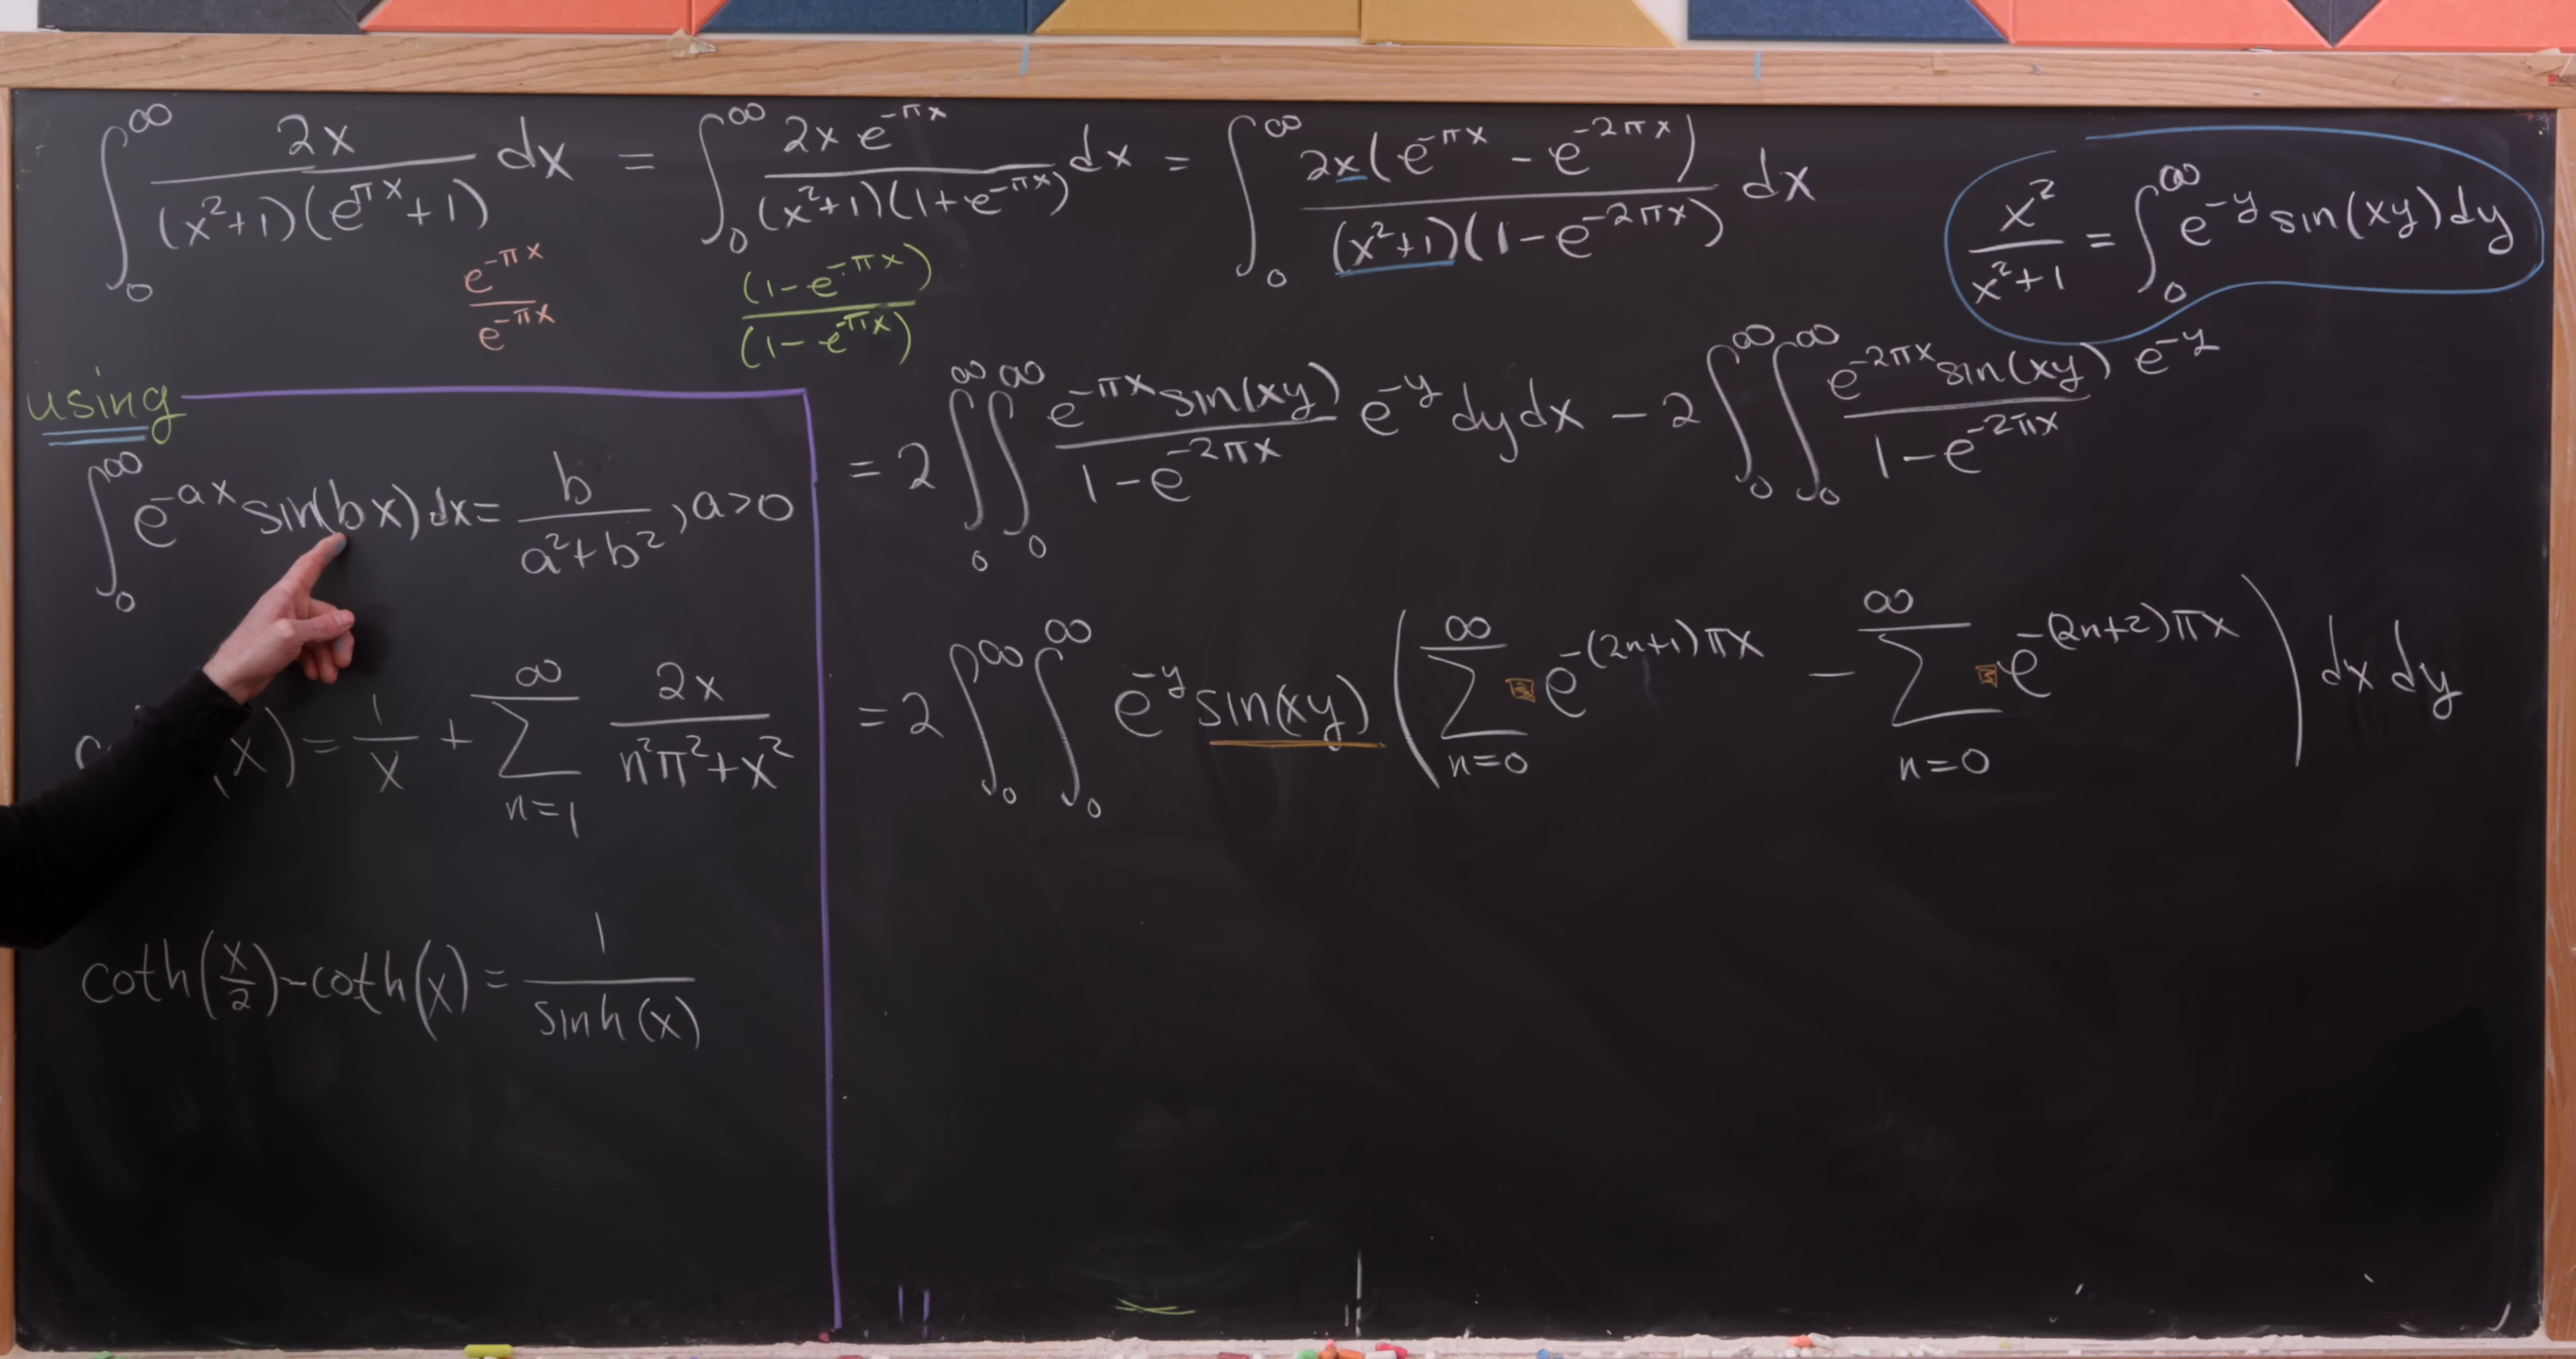 ∫₀^∞ 2x / ((x²+1)(e^{πx}+1)) dx = ∫₀^∞ 2x e^{-πx} / ((x²+1)(1+e^{-πx})) dx = ∫₀^∞ 2x(e^{-πx} - e^{-2πx}) / ((x²+1)(1-e^{-2πx})) dx
x² / (x²+1) = ∫₀^∞ e^{-y} sin(xy) dy
e^{-πx} / e^{-πx}
(1-e^{-πx}) / (1-e^{-πx})
using
∫₀^∞ e^{-ax} sin(bx) dx = b / (a²+b²), a>0
x) = 1/x + ∑_{n=1}^∞ 2x / (n²π²+x²)
coth(x/2) - coth(x) = 1 / sinh(x)
= 2 ∫₀^∞ ∫₀^∞ e^{-πx} sin(xy) / (1-e^{-2πx}) e^{-y} dy dx - 2 ∫₀^∞ ∫₀^∞ e^{-2πx} sin(xy) / (1-e^{-2πx}) e^{-y}
= 2 ∫₀^∞ ∫₀^∞ e^{-y} sin(xy) ( ∑_{n=0}^∞ e^{-(2n+1)πx} - ∑_{n=0}^∞ e^{-(2n+2)πx} ) dx dy